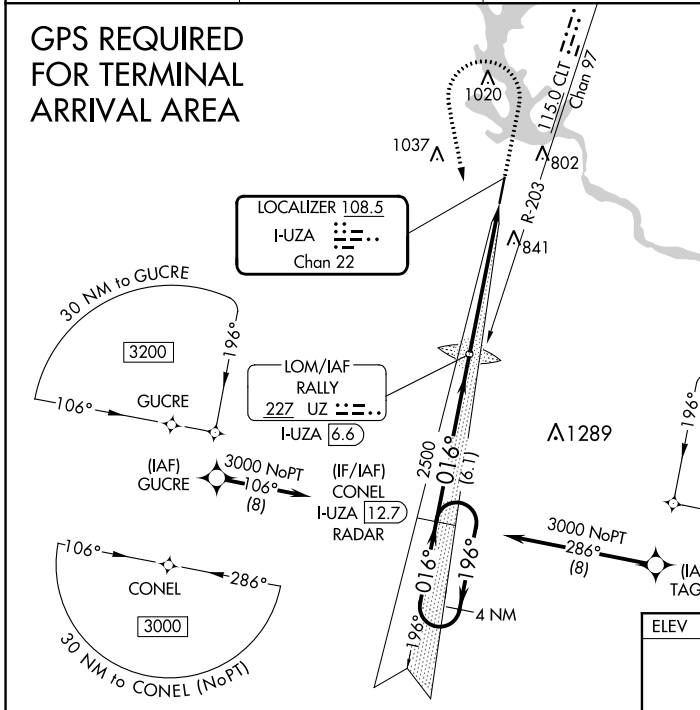 GPS REQUIRED
FOR TERMINAL
ARRIVAL AREA
1020
115.0 CLT
Chan 97
1037
802
R-203
LOCALIZER 108.5
I-UZA
Chan 22
841
30 NM to GUCRE
3200
196°
106°
GUCRE
LOM/IAF
RALLY
227 UZ
I-UZA 6.6
1289
196°
2500
016°
(6.1)
(IAF)
GUCRE
3000 NoPT
106°
(8)
(IF/IAF)
CONEL
I-UZA 12.7
RADAR
3000 NoPT
286°
(8)
(IA
TAG
106°
286°
CONEL
3000
30 NM to CONEL (NoPT)
016°
196°
196°
4 NM
ELEV